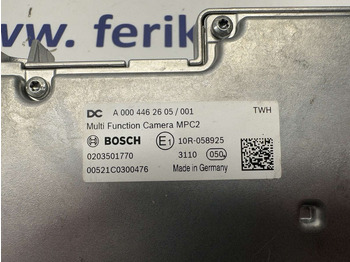 www.ferik
DC A 000 446 26 05 / 001 TWH
Multi Function Camera MPC2
BOSCH E1 10R-058925
0203501770 3110 050
00521C0300476 Made in Germany